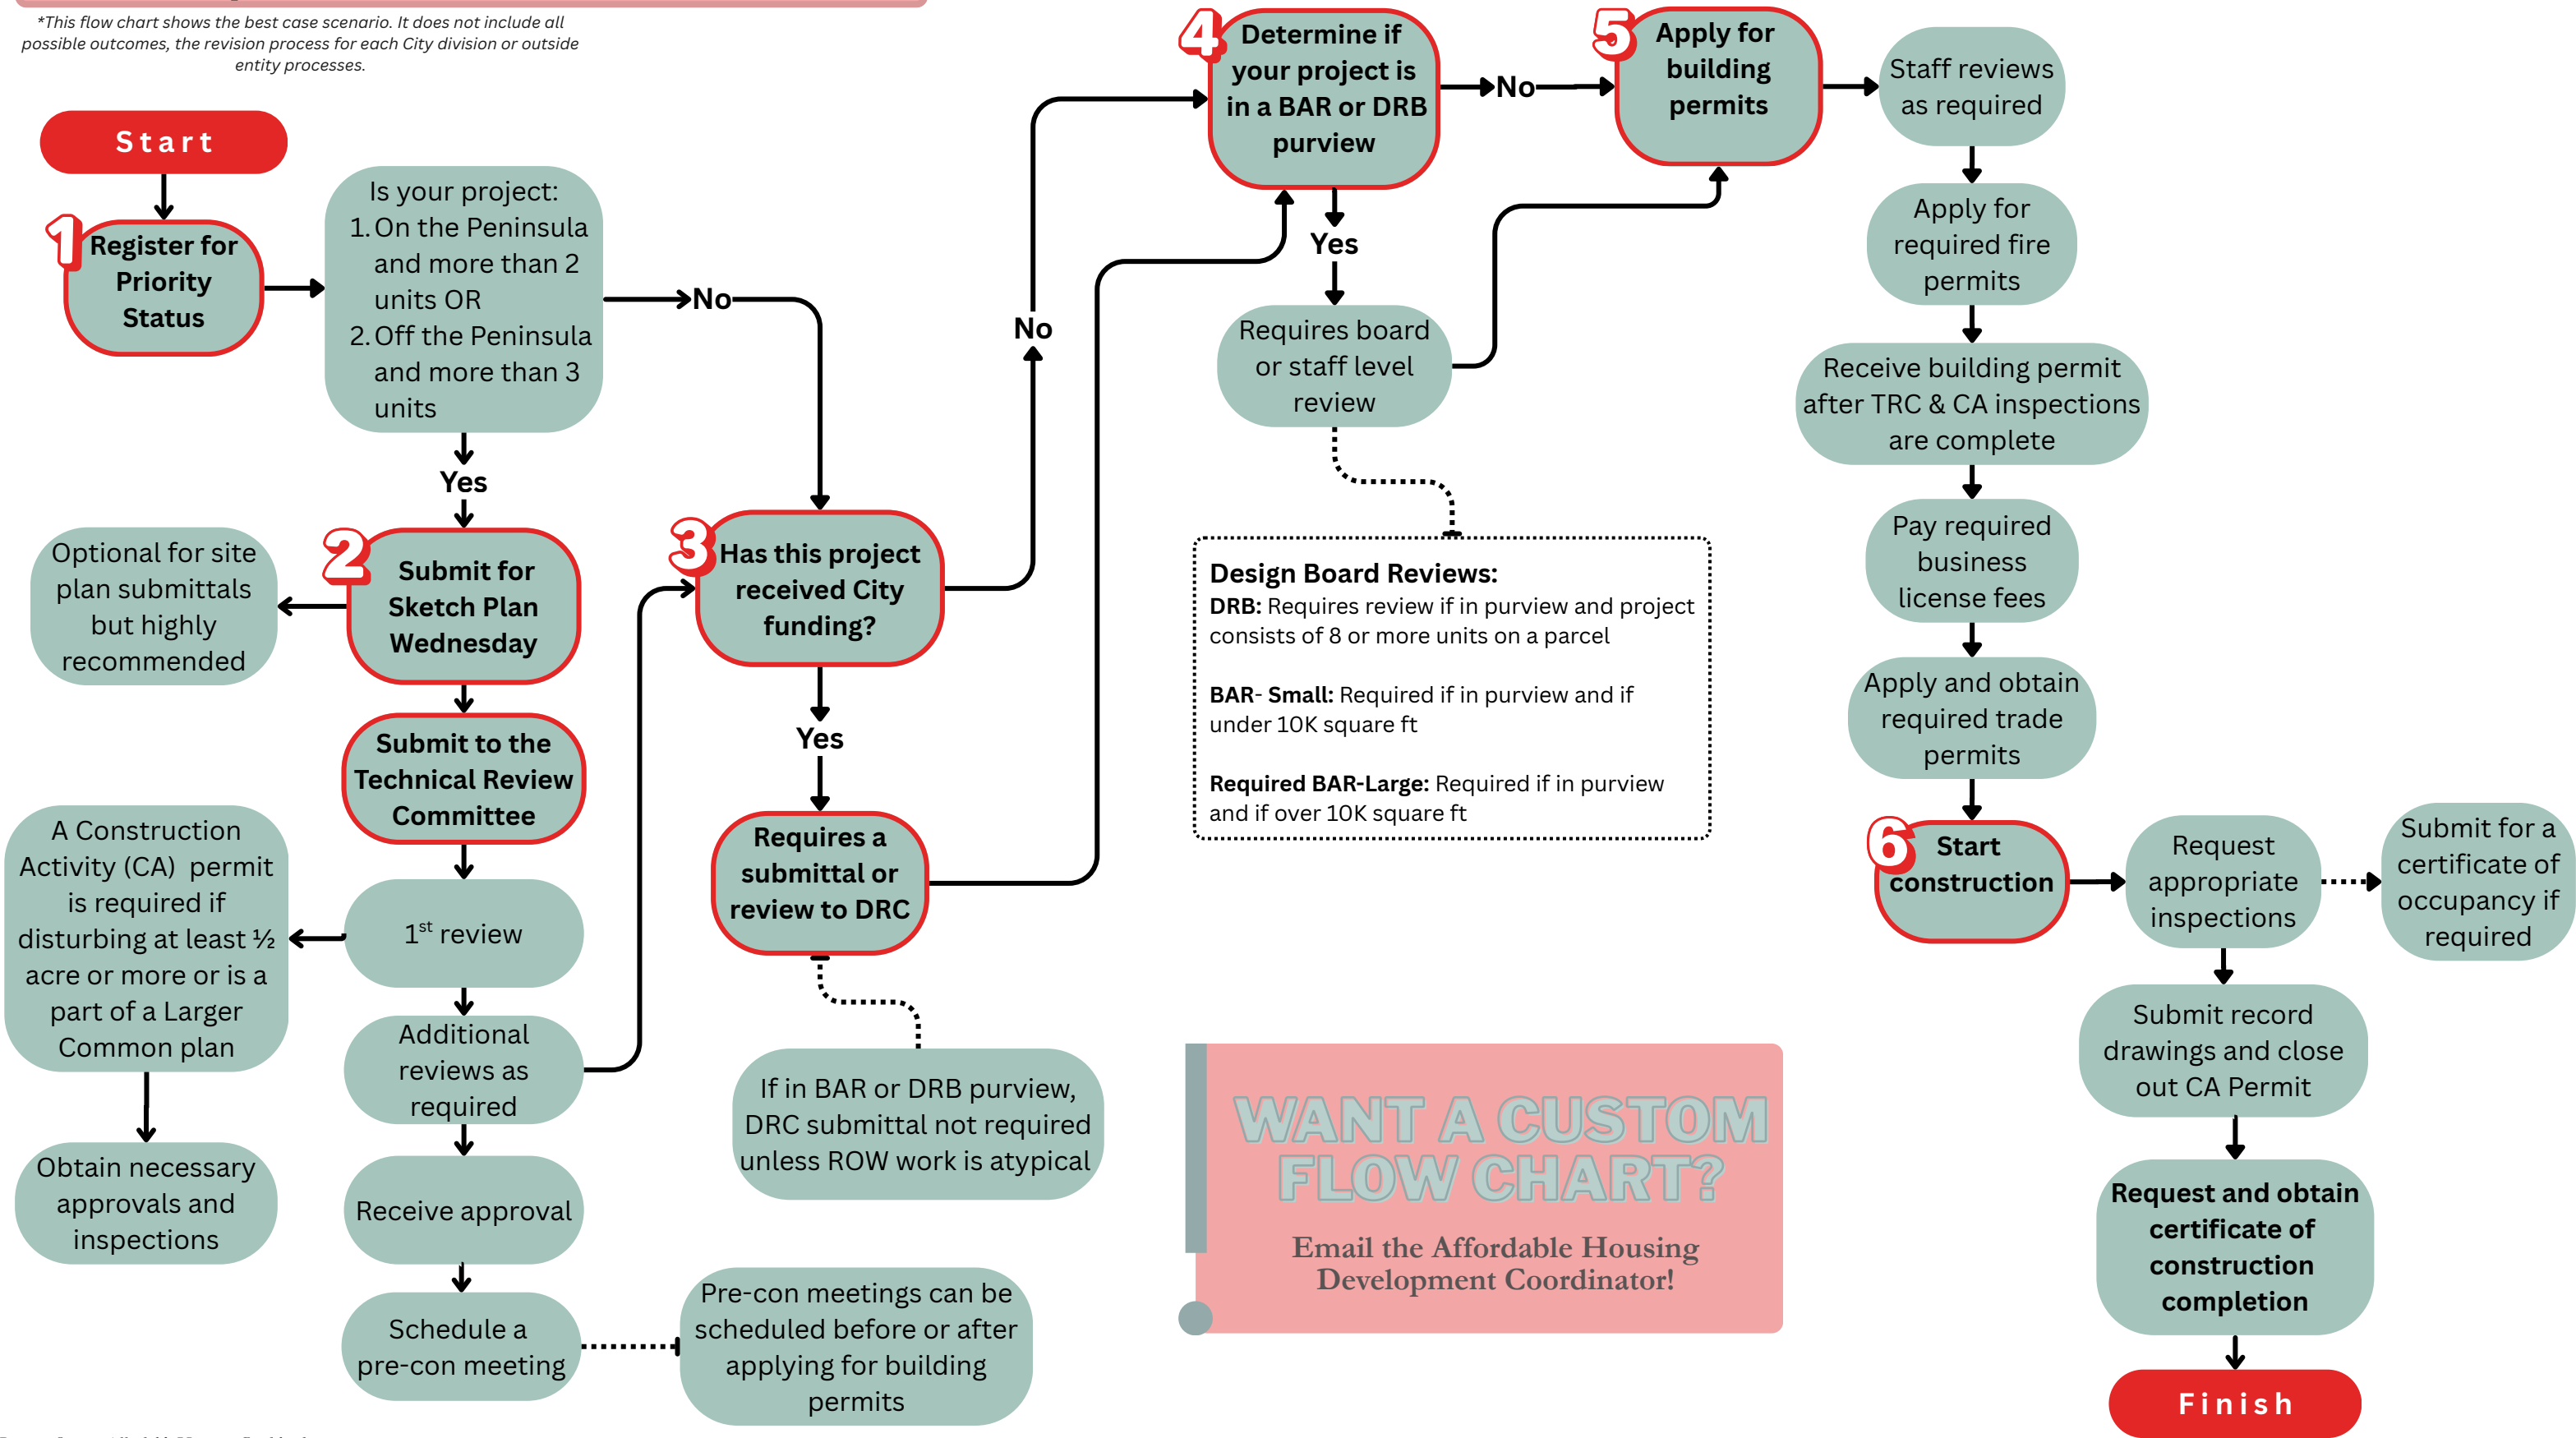 *This flow chart shows the best case scenario. It does not include all
possible outcomes, the revision process for each City division or outside
entity processes.
Start
1
Register for
Priority
Status
Is your project:
1. On the Peninsula
and more than 2
units OR
2. Off the Peninsula
and more than 3
units
No
Yes
2
Submit for
Sketch Plan
Wednesday
Optional for site
plan submittals
but highly
recommended
Submit to the
Technical Review
Committee
1st review
A Construction
Activity (CA) permit
is required if
disturbing at least ½
acre or more or is a
part of a Larger
Common plan
Obtain necessary
approvals and
inspections
Additional
reviews as
required
Receive approval
Schedule a
pre-con meeting
Pre-con meetings can be
scheduled before or after
applying for building
permits
3
Has this project
received City
funding?
No
Yes
Requires a
submittal or
review to DRC
If in BAR or DRB purview,
DRC submittal not required
unless ROW work is atypical
4
Determine if
your project is
in a BAR or DRB
purview
No
Yes
Requires board
or staff level
review
Design Board Reviews:
DRB: Requires review if in purview and project
consists of 8 or more units on a parcel
BAR- Small: Required if in purview and if
under 10K square ft
Required BAR-Large: Required if in purview
and if over 10K square ft
5
Apply for
building
permits
Staff reviews
as required
Apply for
required fire
permits
Receive building permit
after TRC & CA inspections
are complete
Pay required
business
license fees
Apply and obtain
required trade
permits
6
Start
construction
Request
appropriate
inspections
Submit for a
certificate of
occupancy if
required
Submit record
drawings and close
out CA Permit
Request and obtain
certificate of
construction
completion
Finish
WANT A CUSTOM
FLOW CHART?
Email the Affordable Housing
Development Coordinator!